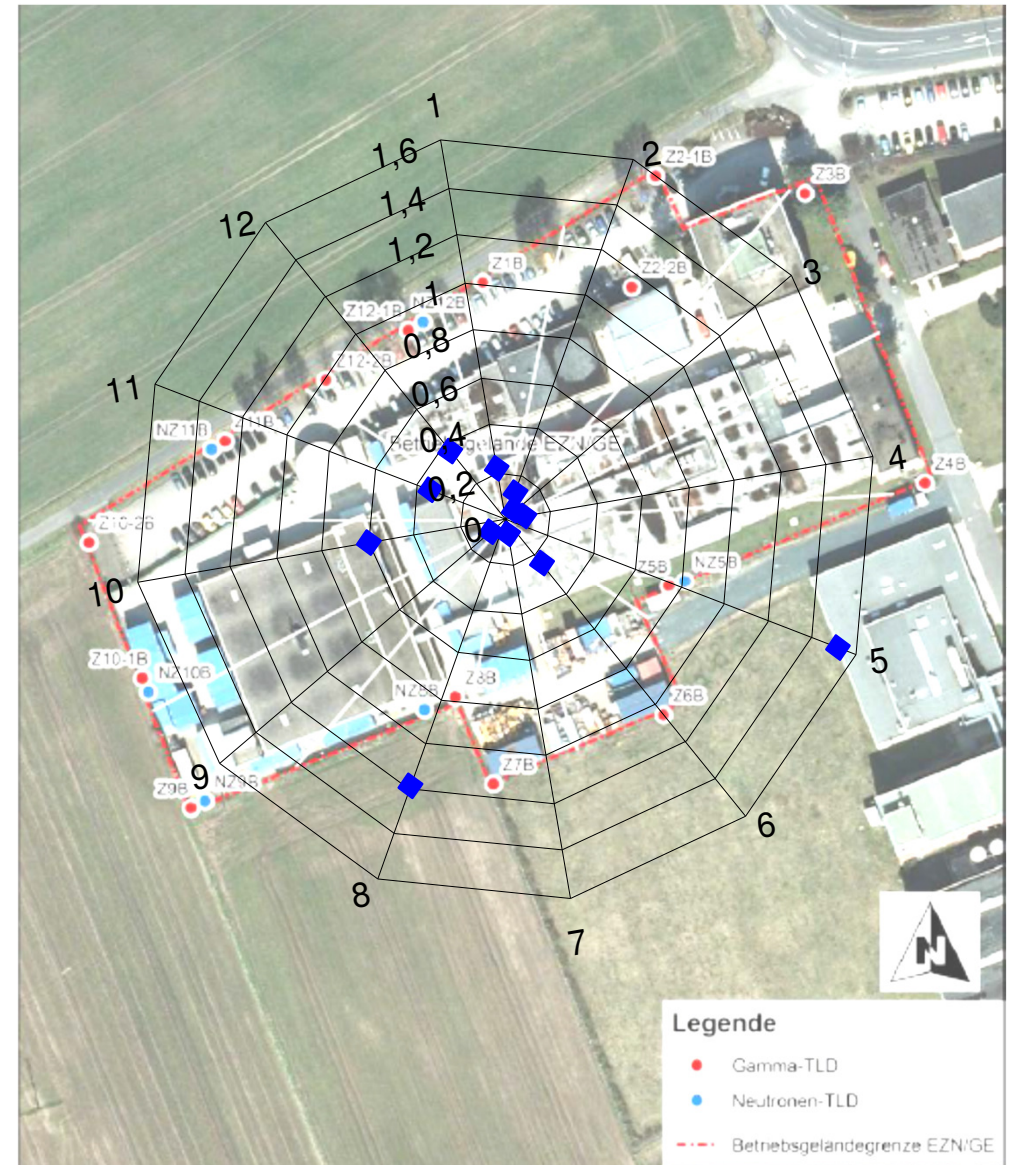 1
1,6
2
Z2-1B
Z3B
1,4
12
1,2
Z1B
Z2-2B
3
1
Z12-1B
NZ12B
0,8
Z12-2B
11
0,6
NZ11B
Z11B
0,4
Betriebsgelände EZN/GE
4
Z4B
0,2
Z10-2B
0
Z5B
NZ5B
10
5
Z10-1B
NZ10B
NZ8B
Z8B
Z6B
Z7B
9
Z9B
NZ9B
6
8
7
N
Legende
Gamma-TLD
Neutronen-TLD
Betriebsgeländegrenze EZN/GE